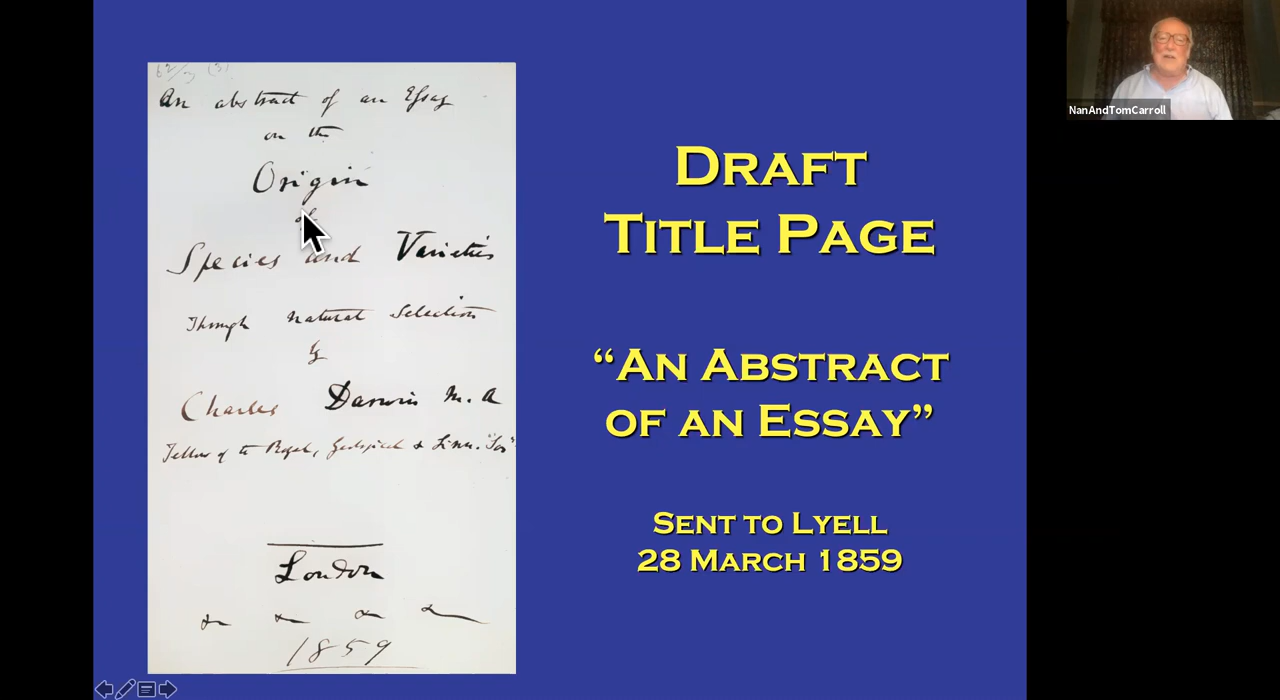 An abstract of an Essay
on the
Origin
of
Species and Varieties
Through natural selection
by
Charles Darwin M. A
Fellow of the Royal, Geological & Linn. Soc
London
1859
DRAFT
TITLE PAGE
“AN ABSTRACT
OF AN ESSAY”
SENT TO LYELL
28 MARCH 1859
NanAndTomCarroll